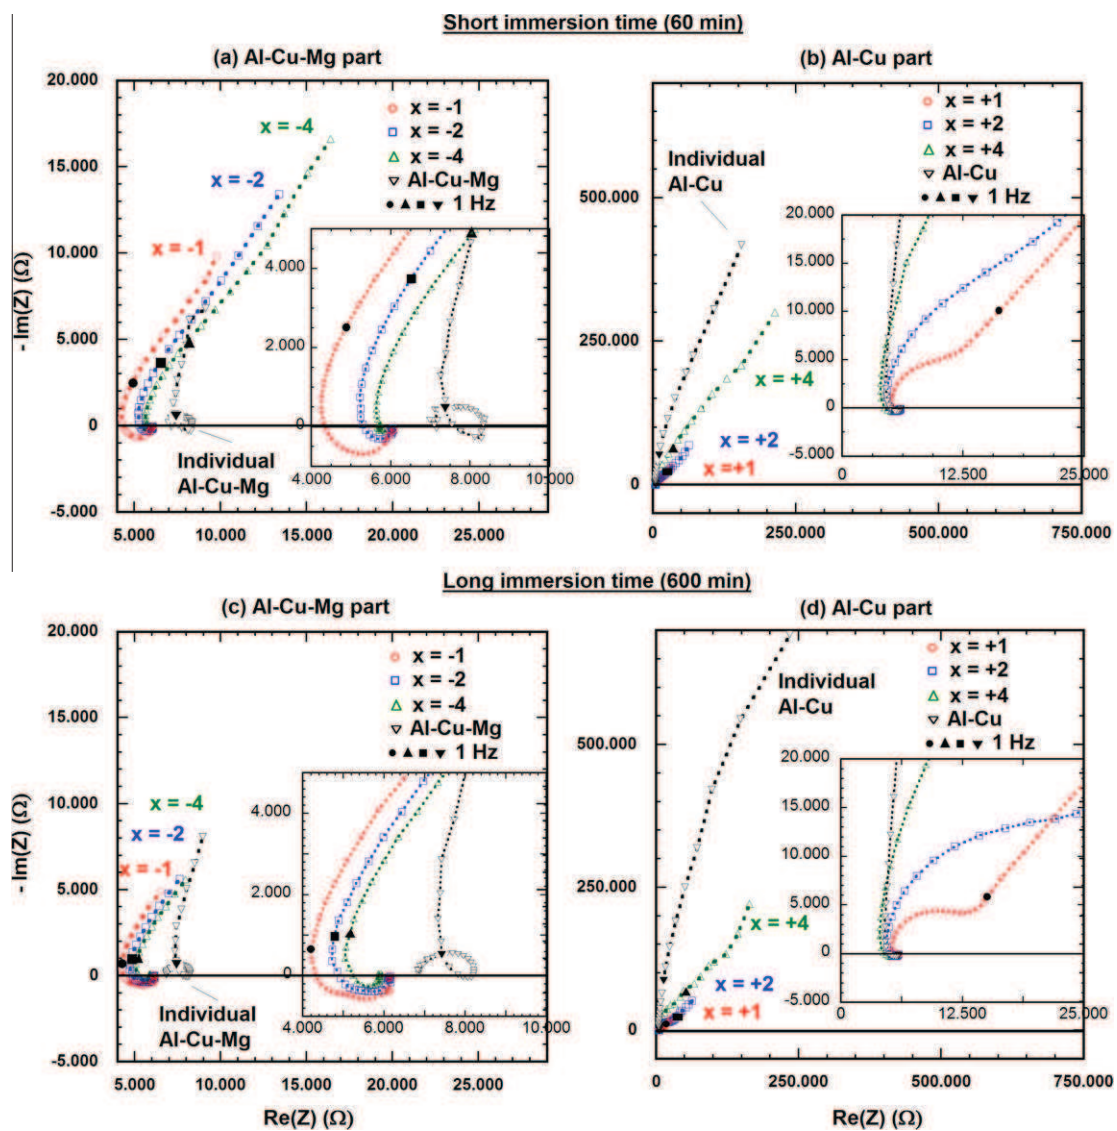 Short immersion time (60 min)
(a) Al-Cu-Mg part
20.000
15.000
10.000
5.000
0
-5.000
- Im(Z) (Ω)
x = -1
x = -2
x = -4
Al-Cu-Mg
1 Hz
x = -4
x = -2
x = -1
4.000
2.000
0
4.000 6.000 8.000 10.000
Individual
Al-Cu-Mg
5.000 10.000 15.000 20.000 25.000
(b) Al-Cu part
500.000
250.000
0
x = +1
x = +2
x = +4
Al-Cu
1 Hz
Individual
Al-Cu
x = +4
x = +2
x =+1
20.000
15.000
10.000
5.000
0
-5.000
0 12.500 25.000
0 250.000 500.000 750.000
Long immersion time (600 min)
(c) Al-Cu-Mg part
20.000
15.000
10.000
5.000
0
-5.000
- Im(Z) (Ω)
x = -1
x = -2
x = -4
Al-Cu-Mg
1 Hz
x = -4
x = -2
x = -1
4.000
2.000
0
4.000 6.000 8.000 10.000
Individual
Al-Cu-Mg
5.000 10.000 15.000 20.000 25.000
Re(Z) (Ω)
(d) Al-Cu part
500.000
250.000
0
x = +1
x = +2
x = +4
Al-Cu
1 Hz
Individual
Al-Cu
x = +4
x = +2
x = +1
20.000
15.000
10.000
5.000
0
-5.000
0 12.500 25.000
0 250.000 500.000 750.000
Re(Z) (Ω)